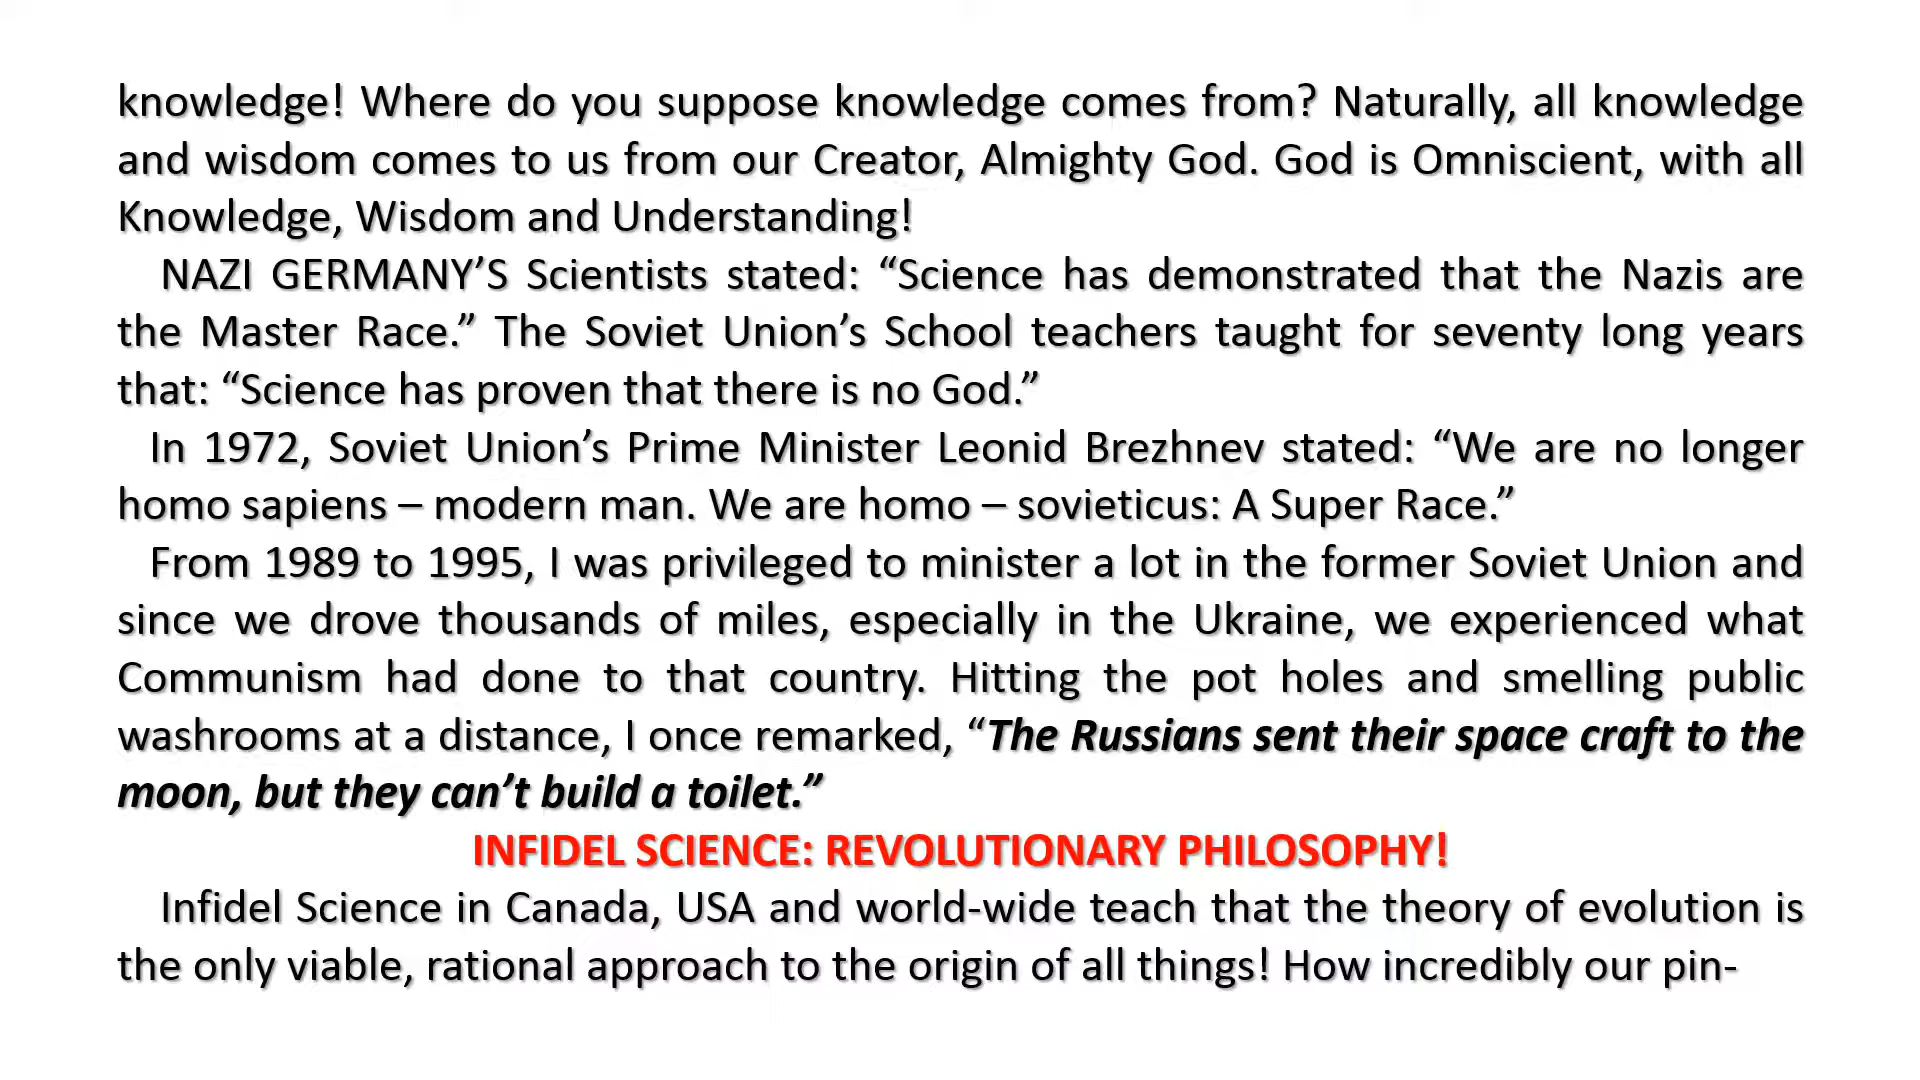 knowledge! Where do you suppose knowledge comes from? Naturally, all knowledge
and wisdom comes to us from our Creator, Almighty God. God is Omniscient, with all
Knowledge, Wisdom and Understanding!
NAZI GERMANY’S Scientists stated: “Science has demonstrated that the Nazis are
the Master Race.” The Soviet Union’s School teachers taught for seventy long years
that: “Science has proven that there is no God.”
In 1972, Soviet Union’s Prime Minister Leonid Brezhnev stated: “We are no longer
homo sapiens – modern man. We are homo – sovieticus: A Super Race.”
From 1989 to 1995, I was privileged to minister a lot in the former Soviet Union and
since we drove thousands of miles, especially in the Ukraine, we experienced what
Communism had done to that country. Hitting the pot holes and smelling public
washrooms at a distance, I once remarked, “The Russians sent their space craft to the
moon, but they can’t build a toilet.”
INFIDEL SCIENCE: REVOLUTIONARY PHILOSOPHY!
Infidel Science in Canada, USA and world-wide teach that the theory of evolution is
the only viable, rational approach to the origin of all things! How incredibly our pin-